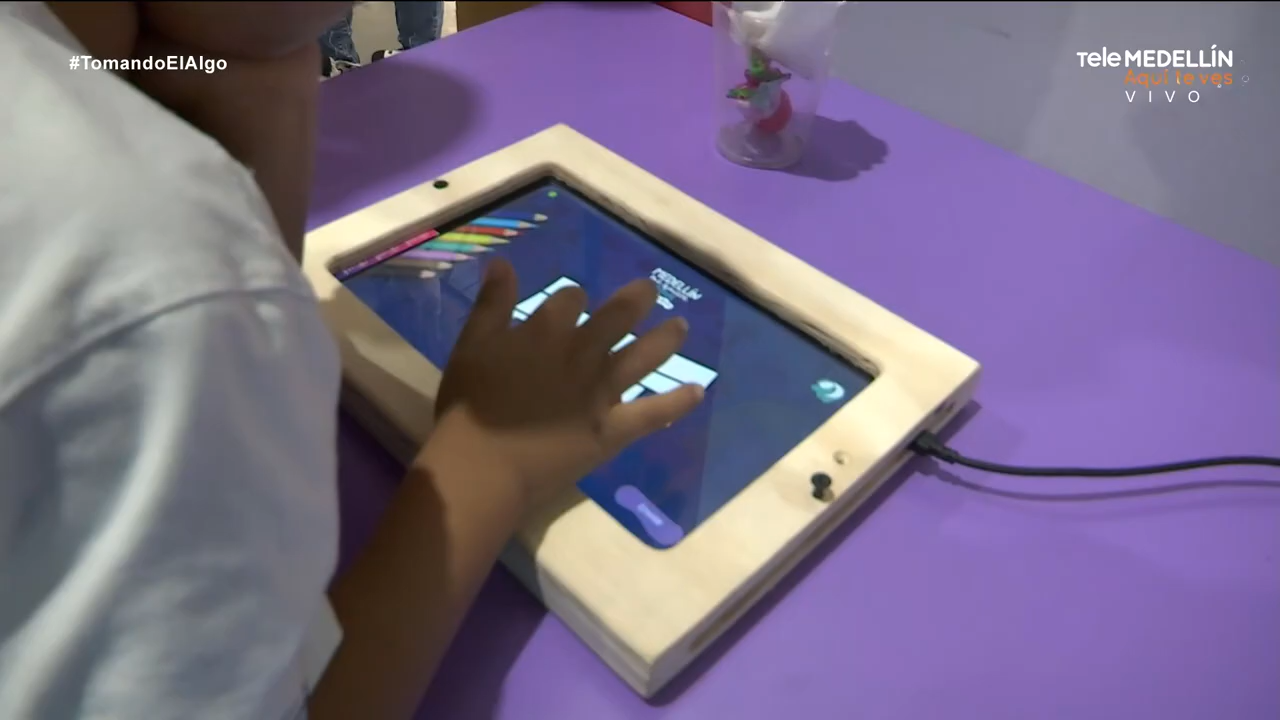 #TomandoElAlgo
Tele MEDELLÍN
Aquí te ves
VIVO
MEDELLÍN